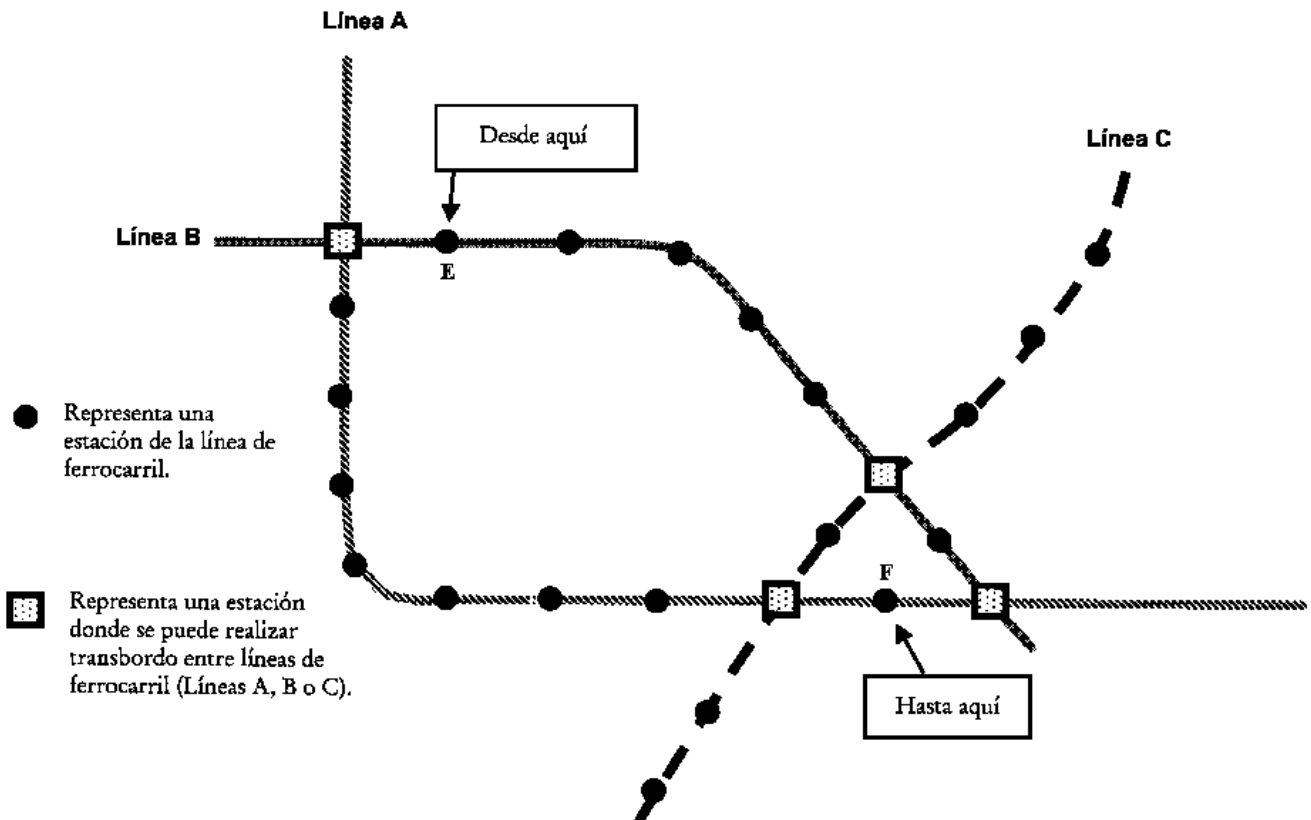 Línea A
Desde aquí
Línea C
Línea B
E
Representa una
estación de la línea de
ferrocarril.
F
Representa una estación
donde se puede realizar
transbordo entre líneas de
ferrocarril (Líneas A, B o C).
Hasta aquí